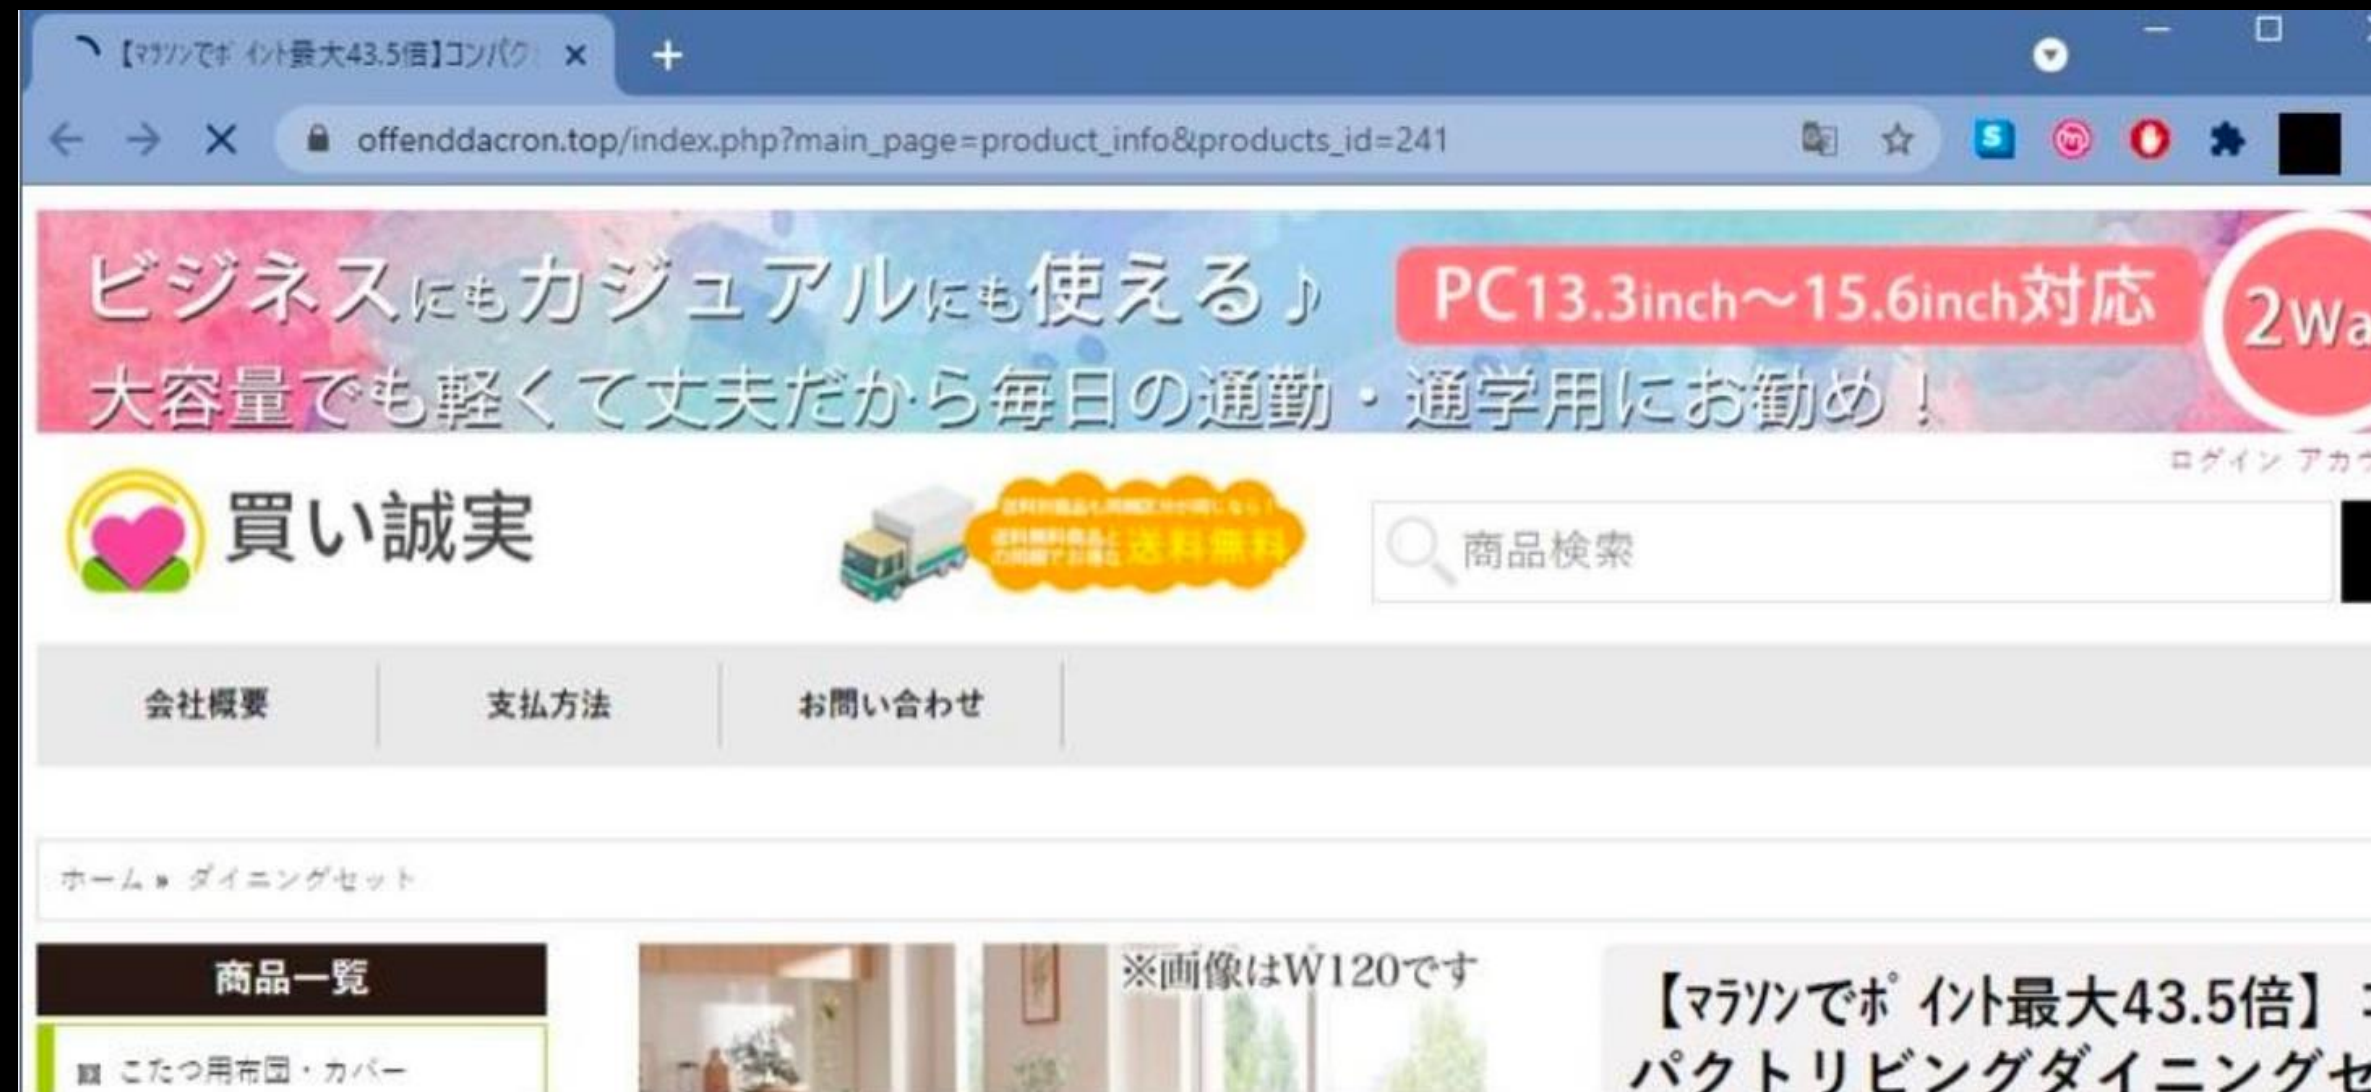 【ﾏﾗｿﾝでﾎﾟｲﾝﾄ最大43.5倍】コンパク
offenddacron.top/index.php?main_page=product_info&products_id=241
ビジネスにもカジュアルにも使える♪
PC13.3inch～15.6inch対応
2Wa
大容量でも軽くて丈夫だから毎日の通勤・通学用にお勧め！
ログイン アカウ
買い誠実
送料無料
商品検索
会社概要
支払方法
お問い合わせ
ホーム » ダイニングセット
商品一覧
※画像はW120です
【ﾏﾗｿﾝでﾎﾟｲﾝﾄ最大43.5倍】コ
パクトリビングダイニングセ
こたつ用布団・カバー